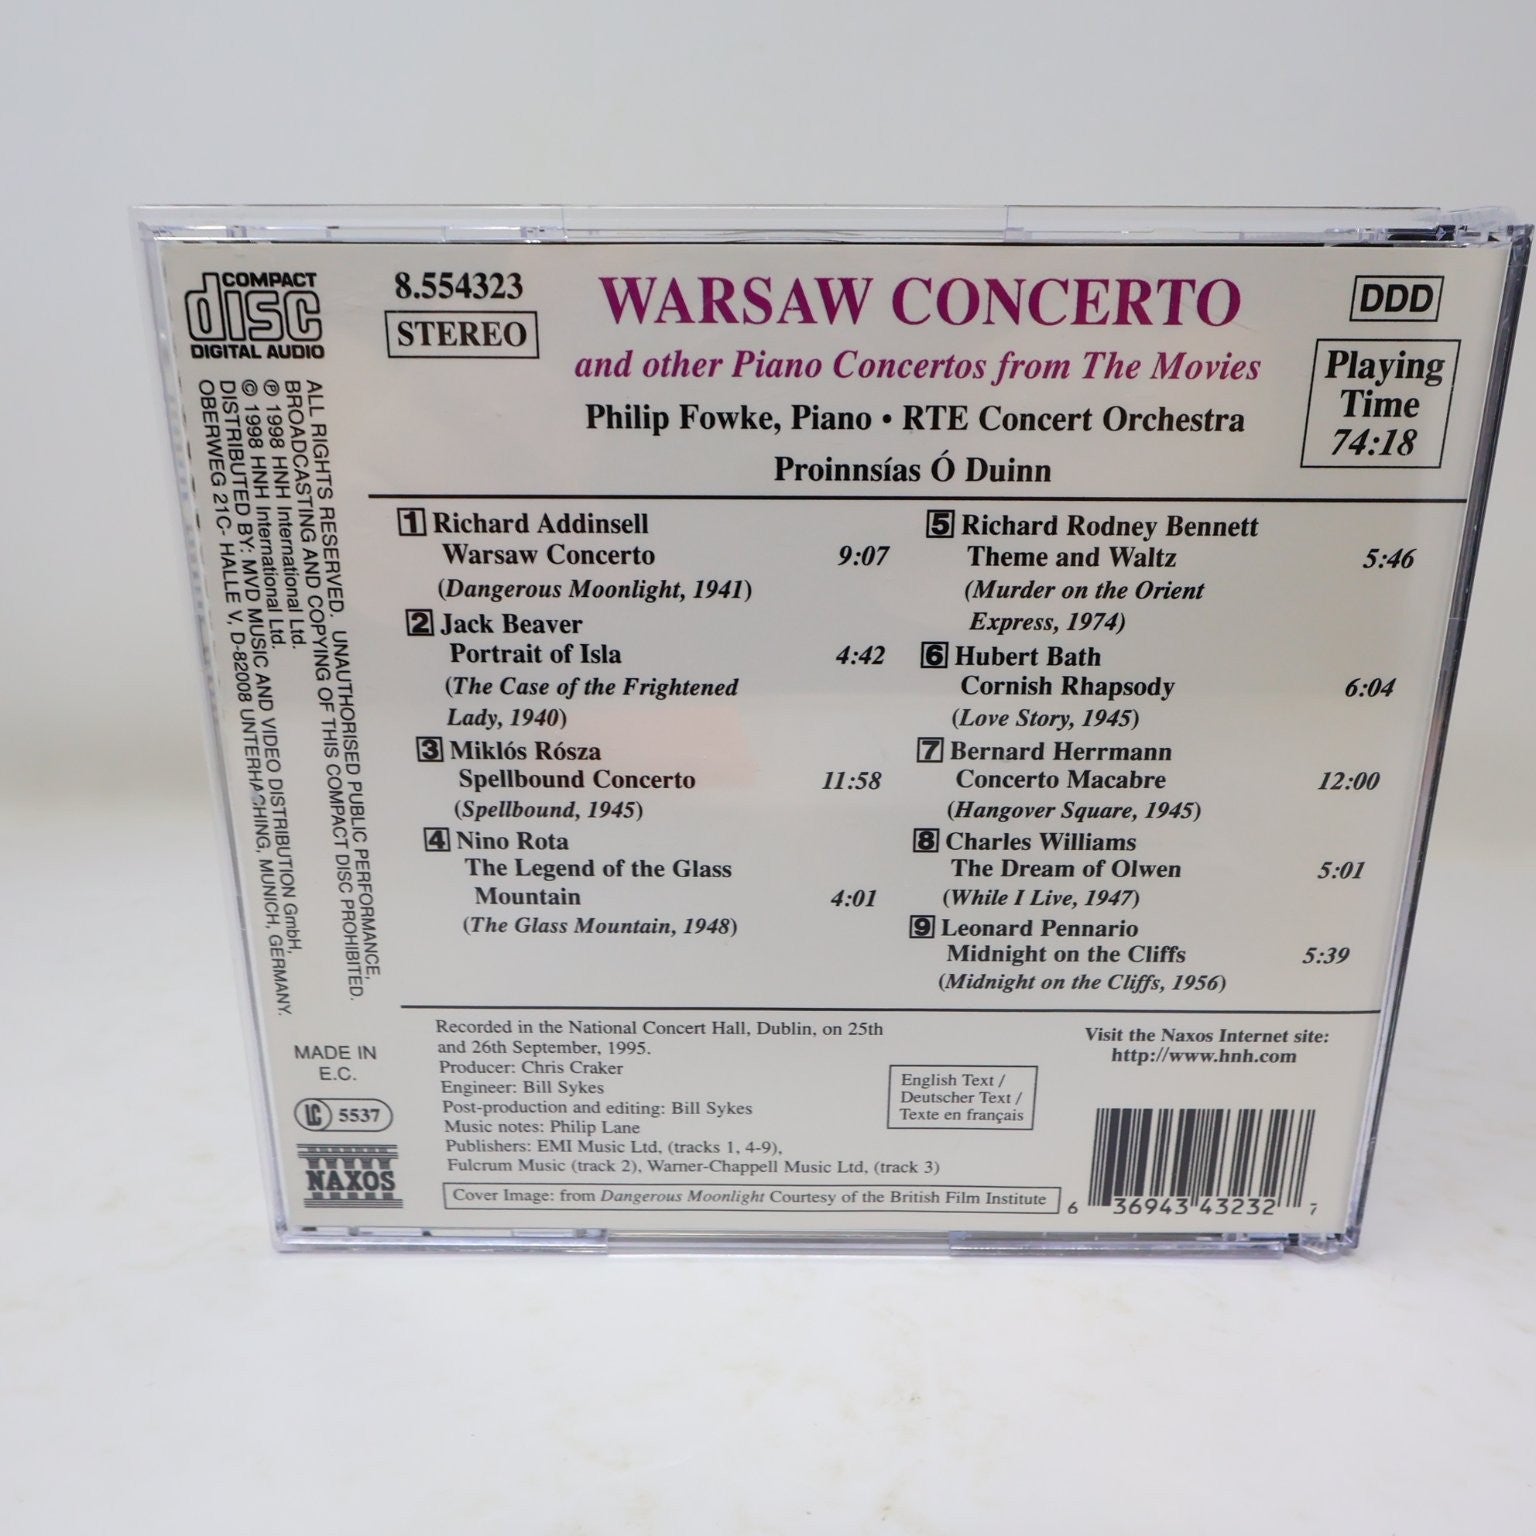 COMPACT
disc
DIGITAL AUDIO
8.554323
STEREO
WARSAW CONCERTO
and other Piano Concertos from The Movies
Philip Fowke, Piano • RTE Concert Orchestra
Proinnsías Ó Duinn
DDD
Playing
Time
74:18
ALL RIGHTS RESERVED. UNAUTHORISED PUBLIC PERFORMANCE,
BROADCASTING AND COPYING OF THIS COMPACT DISC PROHIBITED.
℗ 1998 HNH International Ltd.
© 1998 HNH International Ltd.
DISTRIBUTED BY: MVD MUSIC AND VIDEO DISTRIBUTION GmbH,
OBERWEG 21C- HALLE V, D-82008 UNTERHACHING, MUNICH, GERMANY.
1 Richard Addinsell
Warsaw Concerto 9:07
(Dangerous Moonlight, 1941)
2 Jack Beaver
Portrait of Isla 4:42
(The Case of the Frightened
Lady, 1940)
3 Miklós Rósza
Spellbound Concerto 11:58
(Spellbound, 1945)
4 Nino Rota
The Legend of the Glass
Mountain 4:01
(The Glass Mountain, 1948)
5 Richard Rodney Bennett
Theme and Waltz 5:46
(Murder on the Orient
Express, 1974)
6 Hubert Bath
Cornish Rhapsody 6:04
(Love Story, 1945)
7 Bernard Herrmann
Concerto Macabre 12:00
(Hangover Square, 1945)
8 Charles Williams
The Dream of Olwen 5:01
(While I Live, 1947)
9 Leonard Pennario
Midnight on the Cliffs 5:39
(Midnight on the Cliffs, 1956)
MADE IN
E.C.
LC 5537
NAXOS
Recorded in the National Concert Hall, Dublin, on 25th
and 26th September, 1995.
Producer: Chris Craker
Engineer: Bill Sykes
Post-production and editing: Bill Sykes
Music notes: Philip Lane
Publishers: EMI Music Ltd, (tracks 1, 4-9),
Fulcrum Music (track 2), Warner-Chappell Music Ltd, (track 3)
Cover Image: from Dangerous Moonlight Courtesy of the British Film Institute
English Text /
Deutscher Text /
Texte en français
Visit the Naxos Internet site:
http://www.hnh.com
6 36943 43232 7